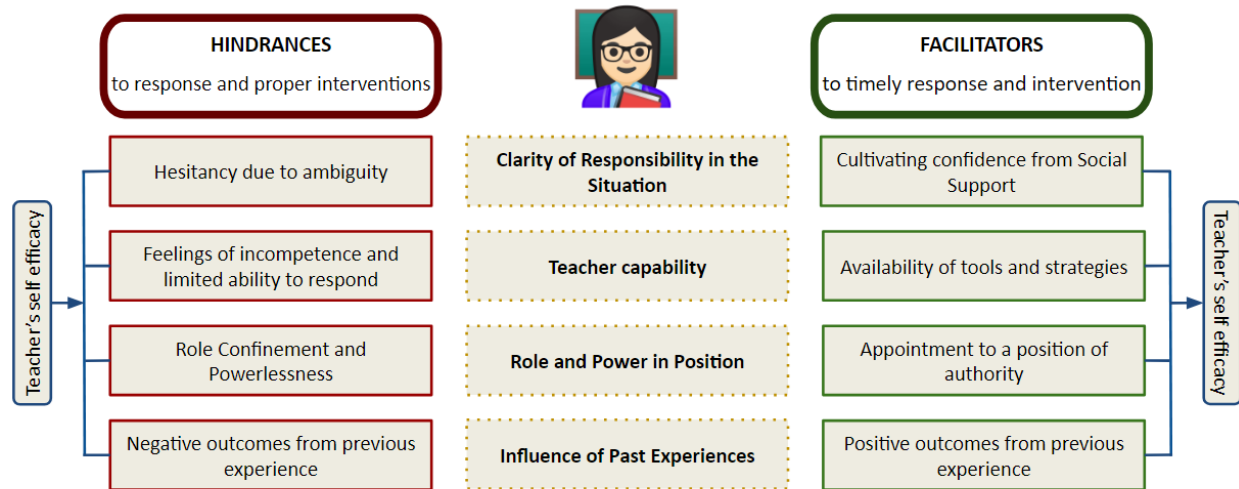 HINDRANCES
to response and proper interventions
FACILITATORS
to timely response and intervention
Teacher's self efficacy
Hesitancy due to ambiguity
Clarity of Responsibility in the
Situation
Cultivating confidence from Social
Support
Feelings of incompetence and
limited ability to respond
Teacher capability
Availability of tools and strategies
Role Confinement and
Powerlessness
Role and Power in Position
Appointment to a position of
authority
Negative outcomes from previous
experience
Influence of Past Experiences
Positive outcomes from previous
experience
Teacher's self efficacy